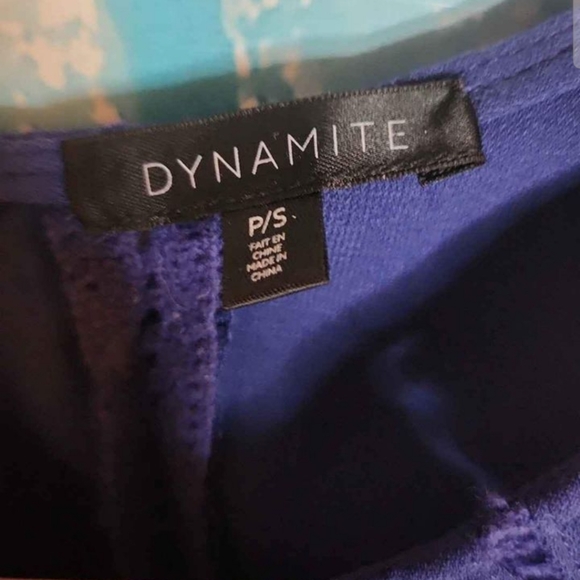 DYNAMITE
P/S
FAIT EN
CHINE
MADE IN
CHINA